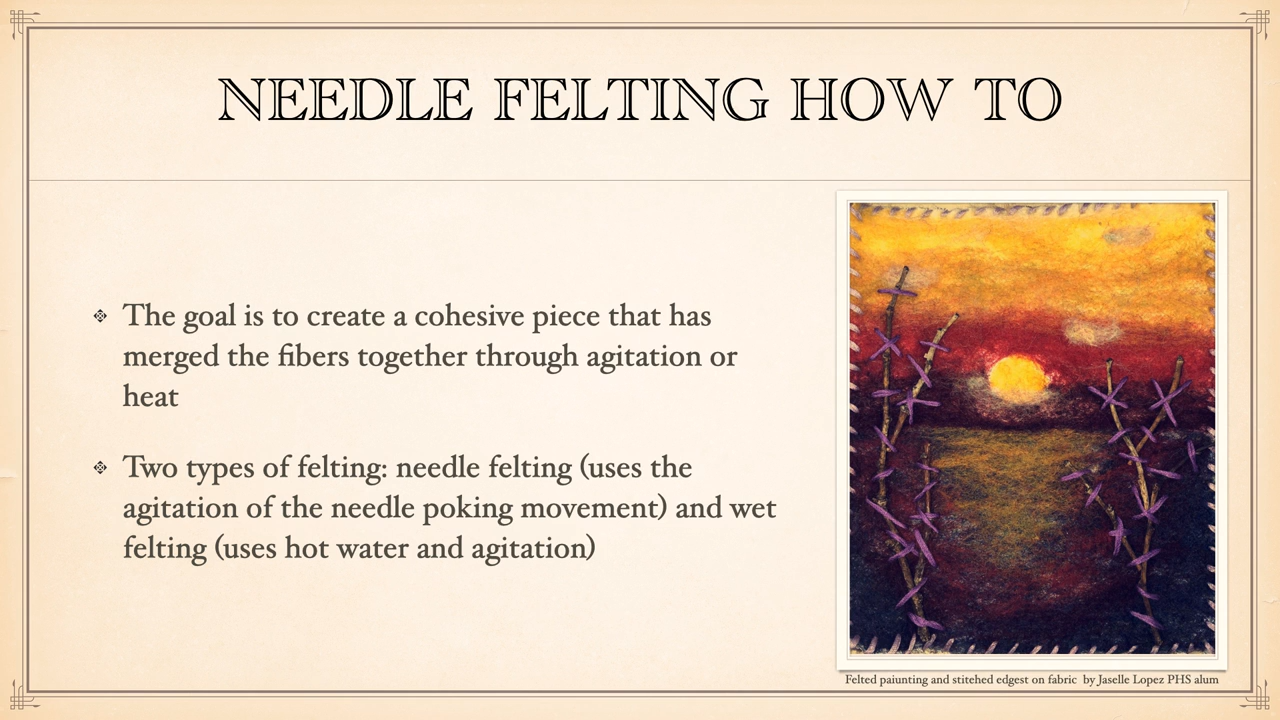 NEEDLE FELTING HOW TO
The goal is to create a cohesive piece that has
merged the fibers together through agitation or
heat
Two types of felting: needle felting (uses the
agitation of the needle poking movement) and wet
felting (uses hot water and agitation)
Felted paiunting and stitehed edgest on fabric by Jaselle Lopez PHS alum